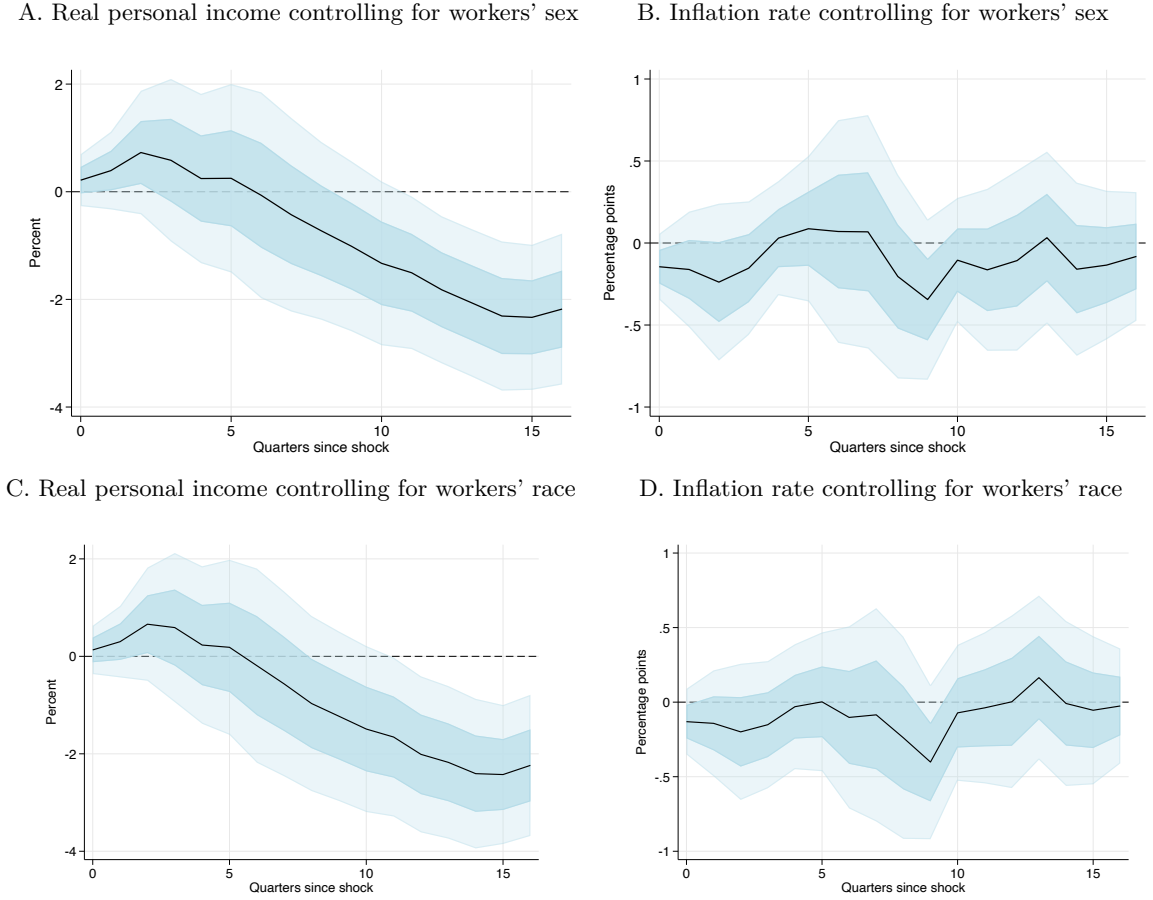 A. Real personal income controlling for workers' sex
B. Inflation rate controlling for workers' sex
Percent
2
0
-2
-4
0
5
10
15
Quarters since shock
Percentage points
1
.5
0
-.5
-1
0
5
10
15
Quarters since shock
C. Real personal income controlling for workers' race
D. Inflation rate controlling for workers' race
Percent
2
0
-2
-4
0
5
10
15
Quarters since shock
Percentage points
1
.5
0
-.5
-1
0
5
10
15
Quarters since shock